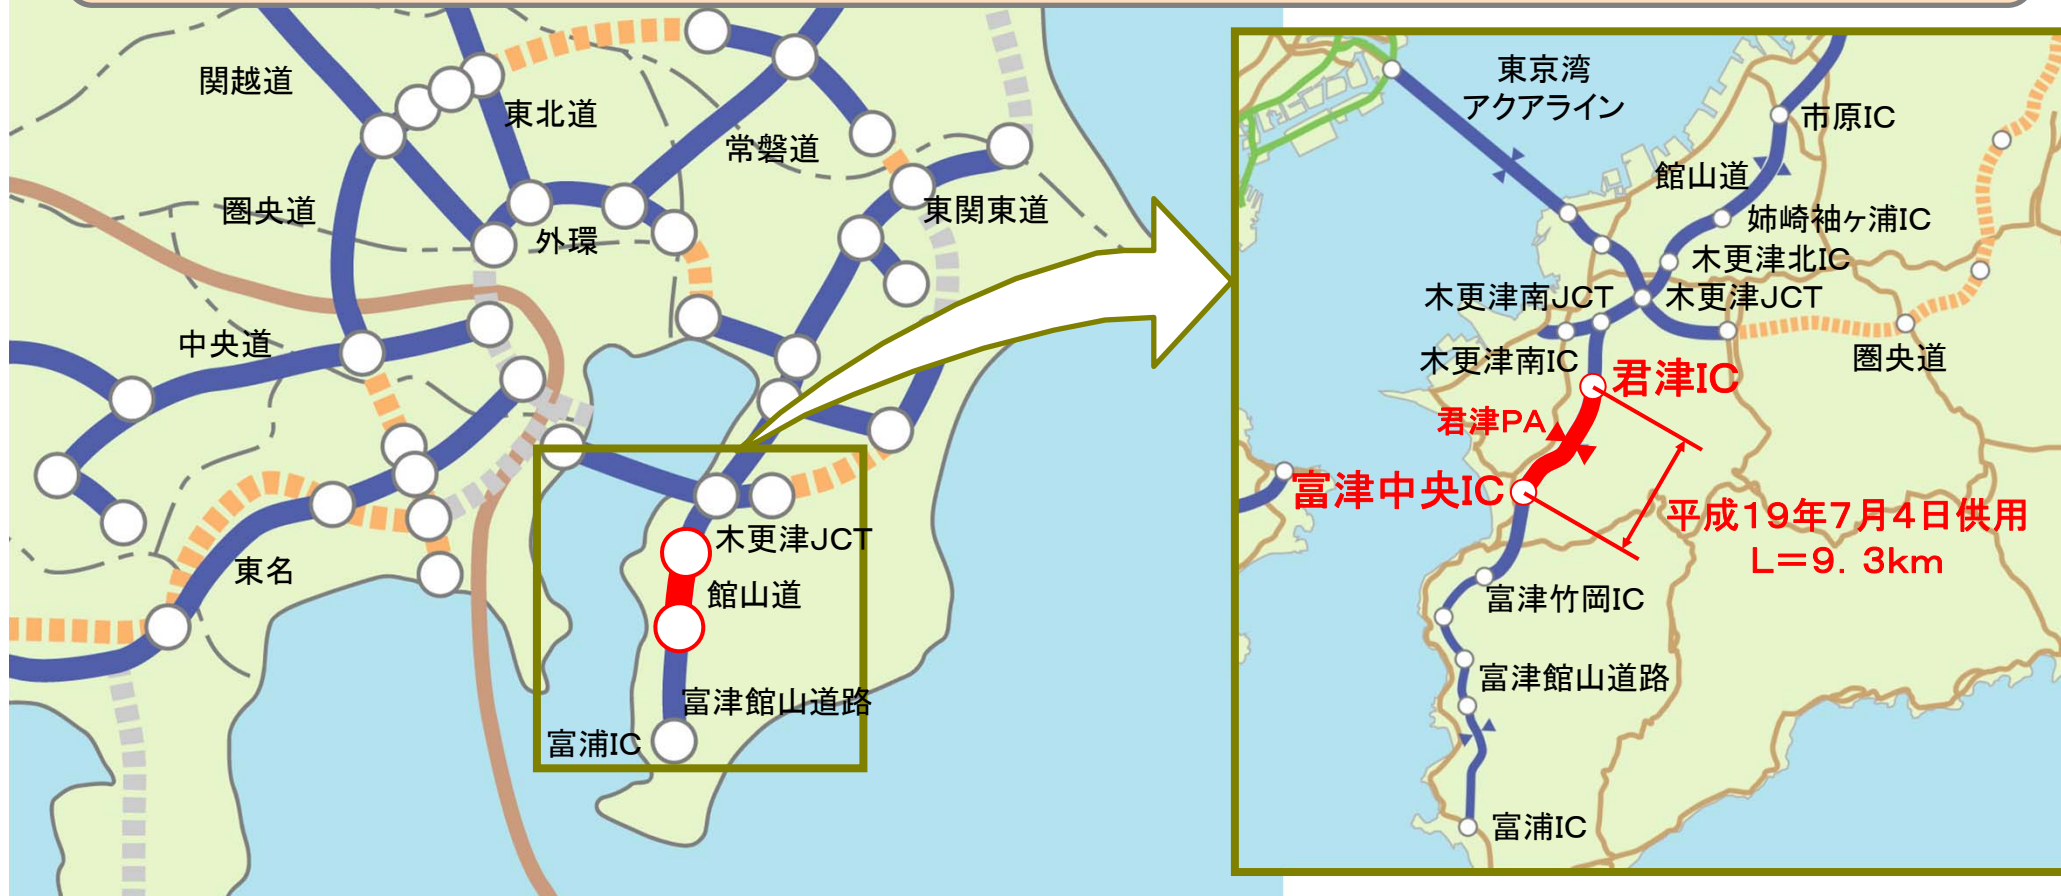 関越道
東北道
常磐道
圏央道
外環
東関東道
中央道
東名
木更津JCT
館山道
富津館山道路
富浦IC
東京湾
アクアライン
市原IC
館山道
姉崎袖ヶ浦IC
木更津北IC
木更津南JCT
木更津JCT
木更津南IC
圏央道
君津IC
君津PA
富津中央IC
平成19年7月4日供用
L=9.3km
富津竹岡IC
富津館山道路
富浦IC